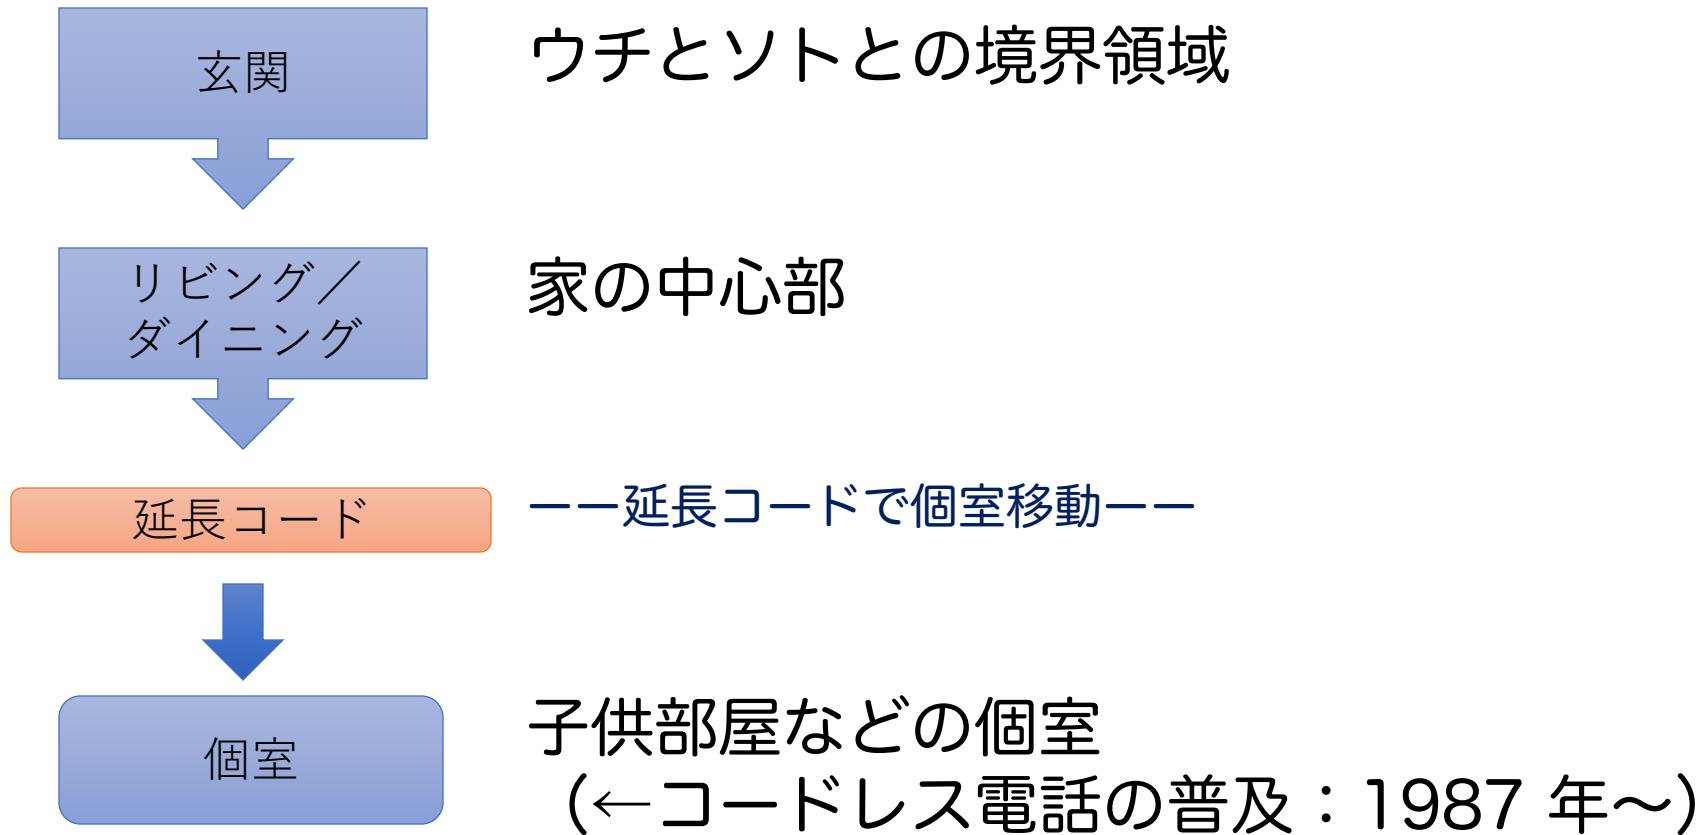 玄関
ウチとソトとの境界領域
リビング／
ダイニング
家の中心部
延長コード
ーー延長コードで個室移動ーー
個室
子供部屋などの個室
（←コードレス電話の普及：1987 年～）